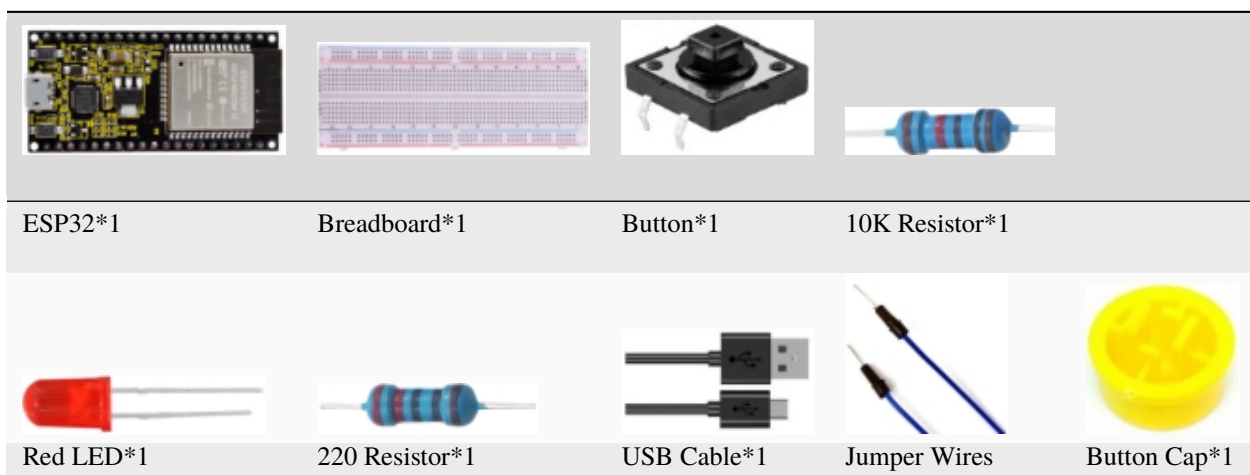 ESP32*1
Breadboard*1
Button*1
10K Resistor*1
Red LED*1
220 Resistor*1
USB Cable*1
Jumper Wires
Button Cap*1